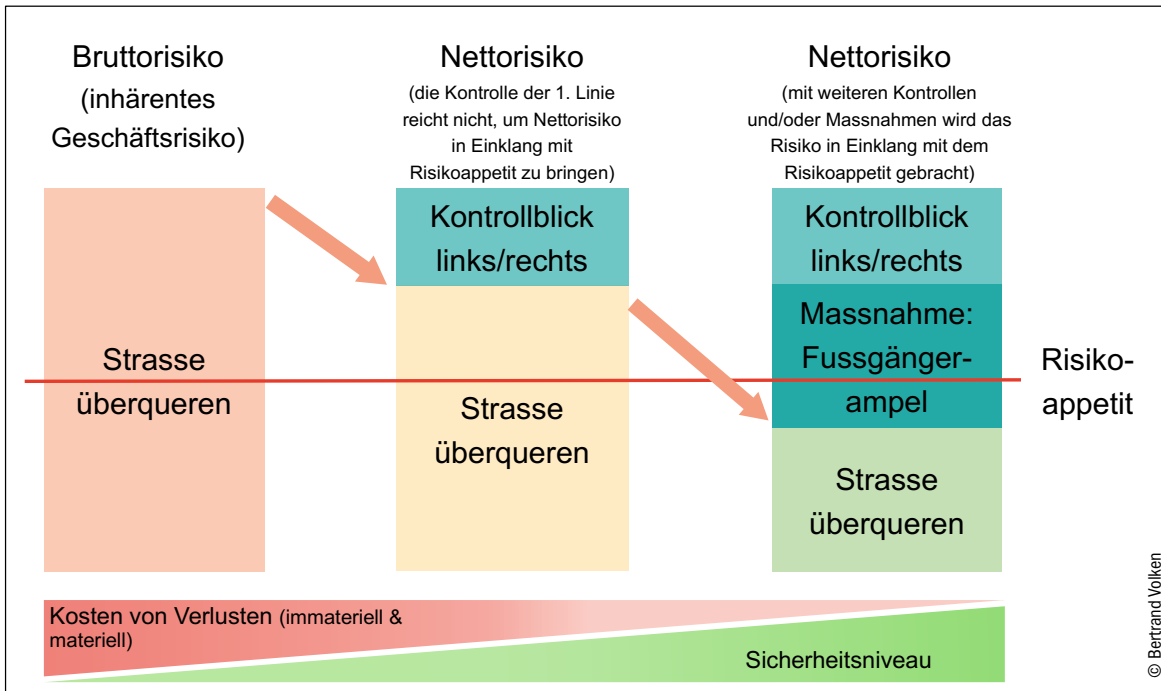 Bruttorisiko
(inhärentes
Geschäftsrisiko)
Nettorisiko
(die Kontrolle der 1. Linie
reicht nicht, um Nettorisiko
in Einklang mit
Risikoappetit zu bringen)
Nettorisiko
(mit weiteren Kontrollen
und/oder Massnahmen wird das
Risiko in Einklang mit dem
Risikoappetit gebracht)
Strasse
überqueren
Kontrollblick
links/rechts
Strasse
überqueren
Kontrollblick
links/rechts
Massnahme:
Fussgänger-
ampel
Strasse
überqueren
Risiko-
appetit
Kosten von Verlusten (immateriell &
materiell)
Sicherheitsniveau
© Bertrand Volken